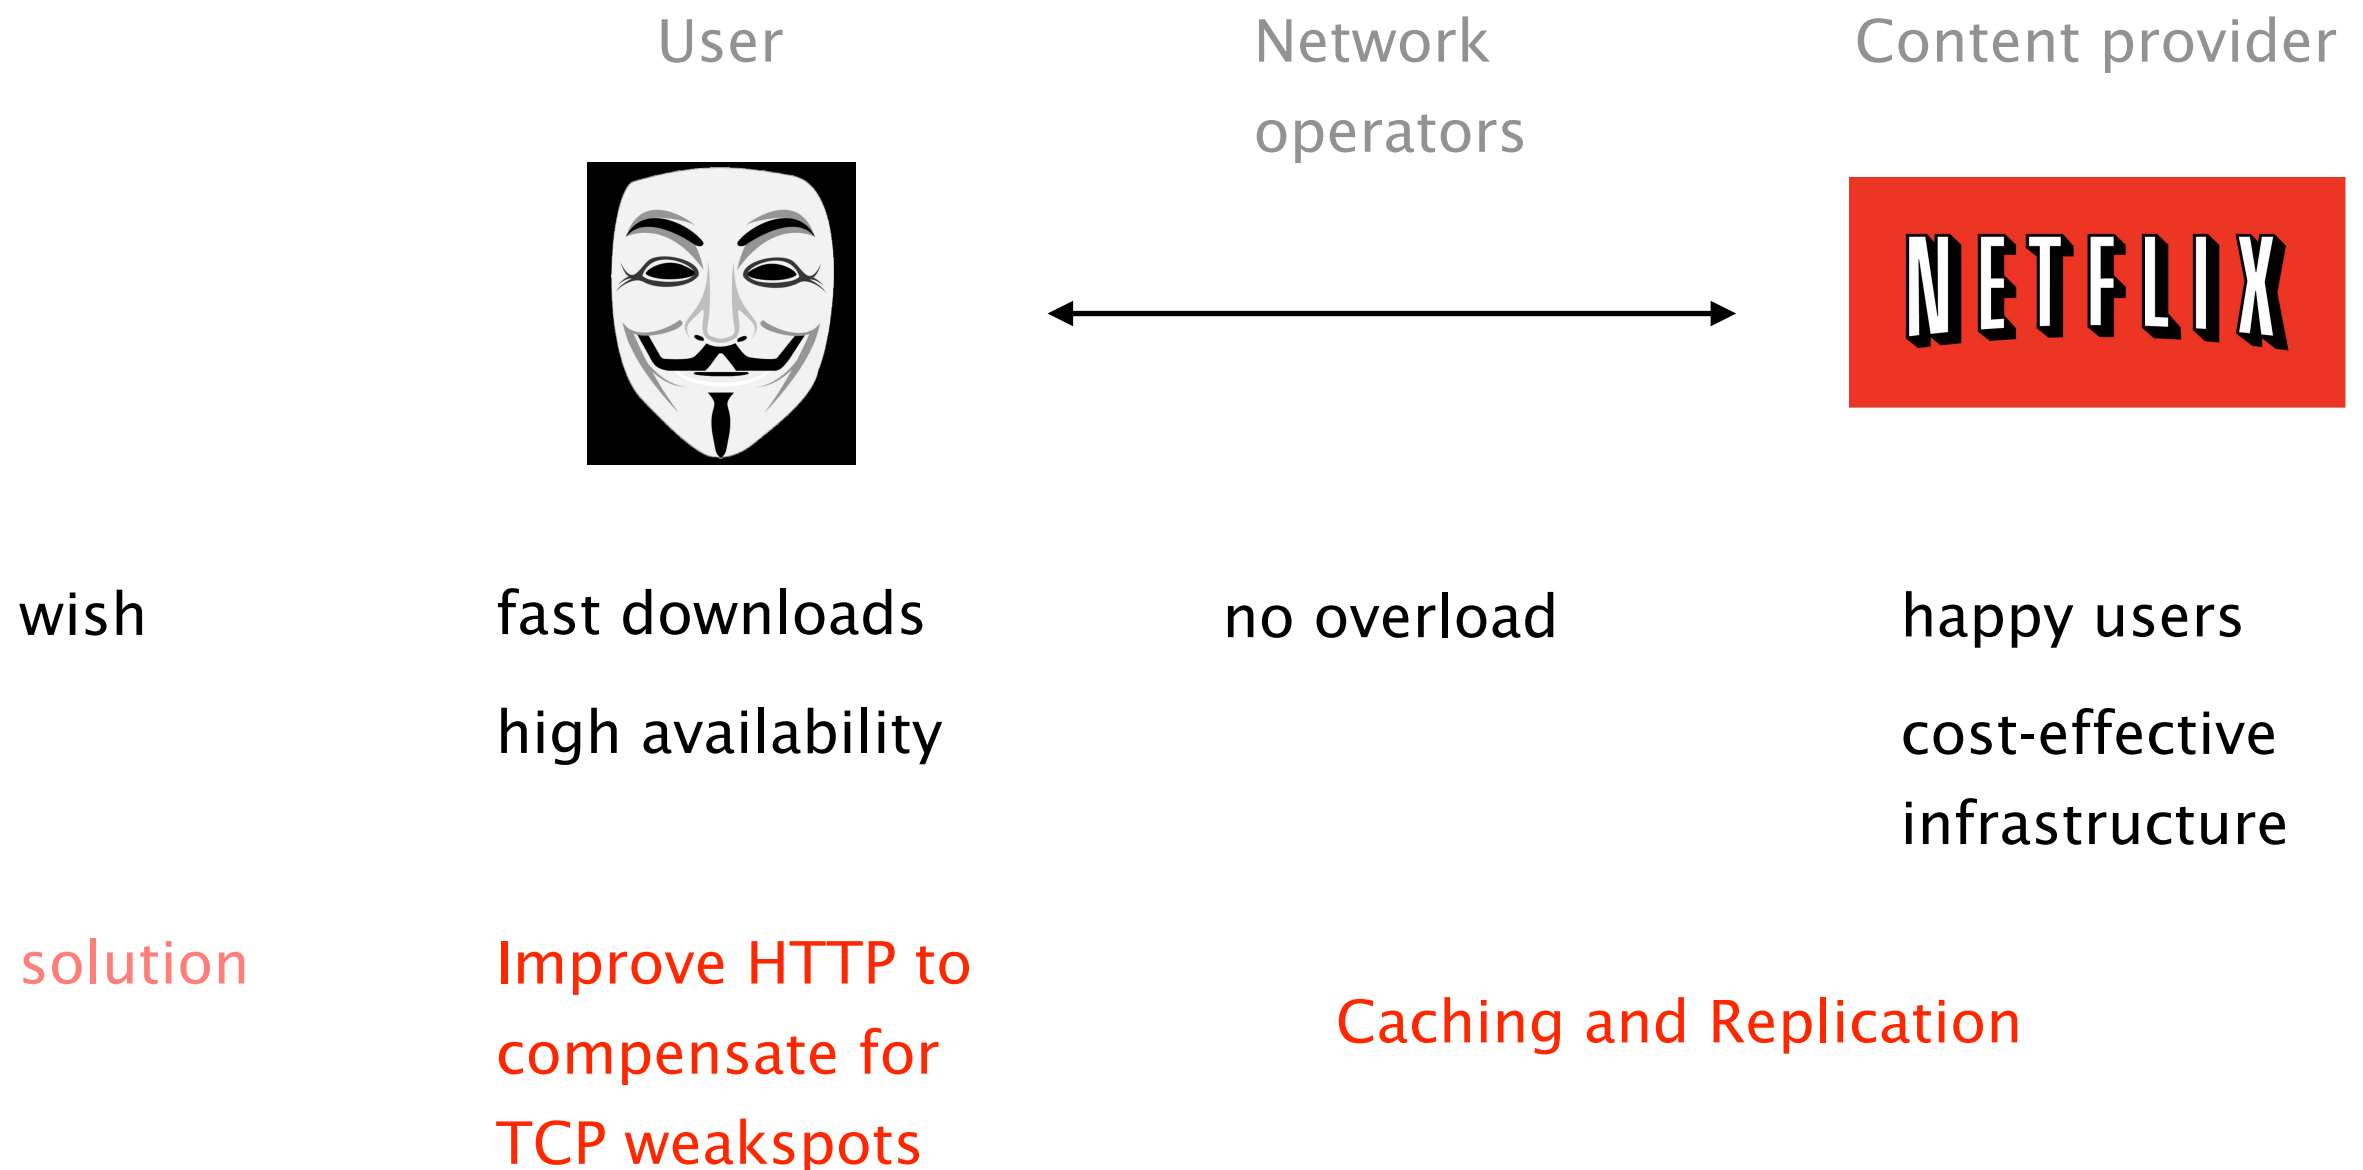 User
Network
operators
Content provider
NETFLIX
wish
fast downloads
no overload
happy users
high availability
cost-effective
infrastructure
solution
Improve HTTP to
compensate for
TCP weakspots
Caching and Replication